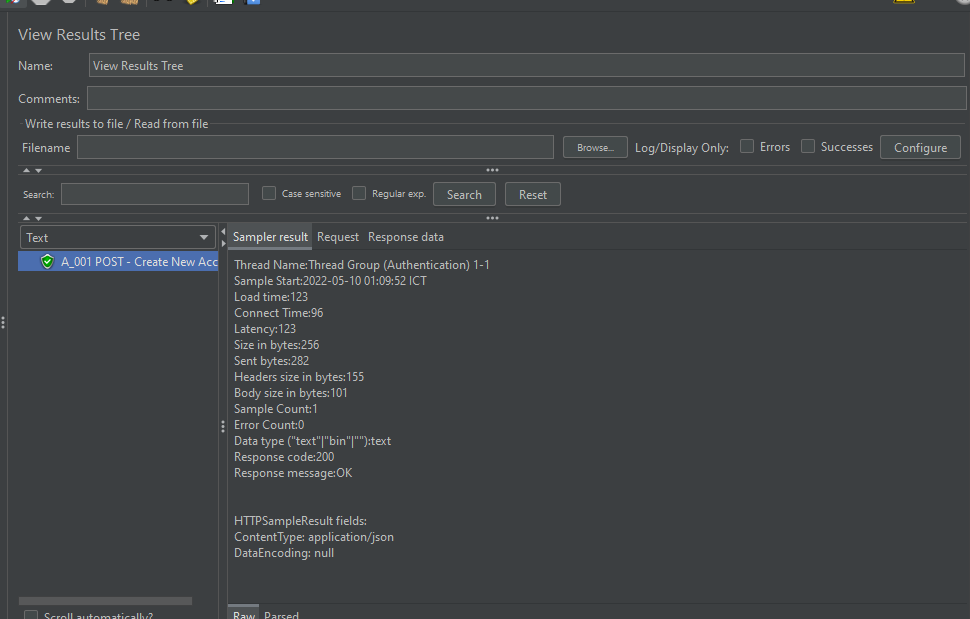 View Results Tree
Name: View Results Tree
Comments:
Write results to file / Read from file
Filename Browse... Log/Display Only: Errors Successes Configure
Search: Case sensitive Regular exp. Search Reset
Text Sampler result Request Response data
A_001 POST - Create New Acc
Thread Name:Thread Group (Authentication) 1-1
Sample Start:2022-05-10 01:09:52 ICT
Load time:123
Connect Time:96
Latency:123
Size in bytes:256
Sent bytes:282
Headers size in bytes:155
Body size in bytes:101
Sample Count:1
Error Count:0
Data type ("text"|"bin"|""):text
Response code:200
Response message:OK
HTTPSampleResult fields:
ContentType: application/json
DataEncoding: null
Scroll automatically? Raw Parsed